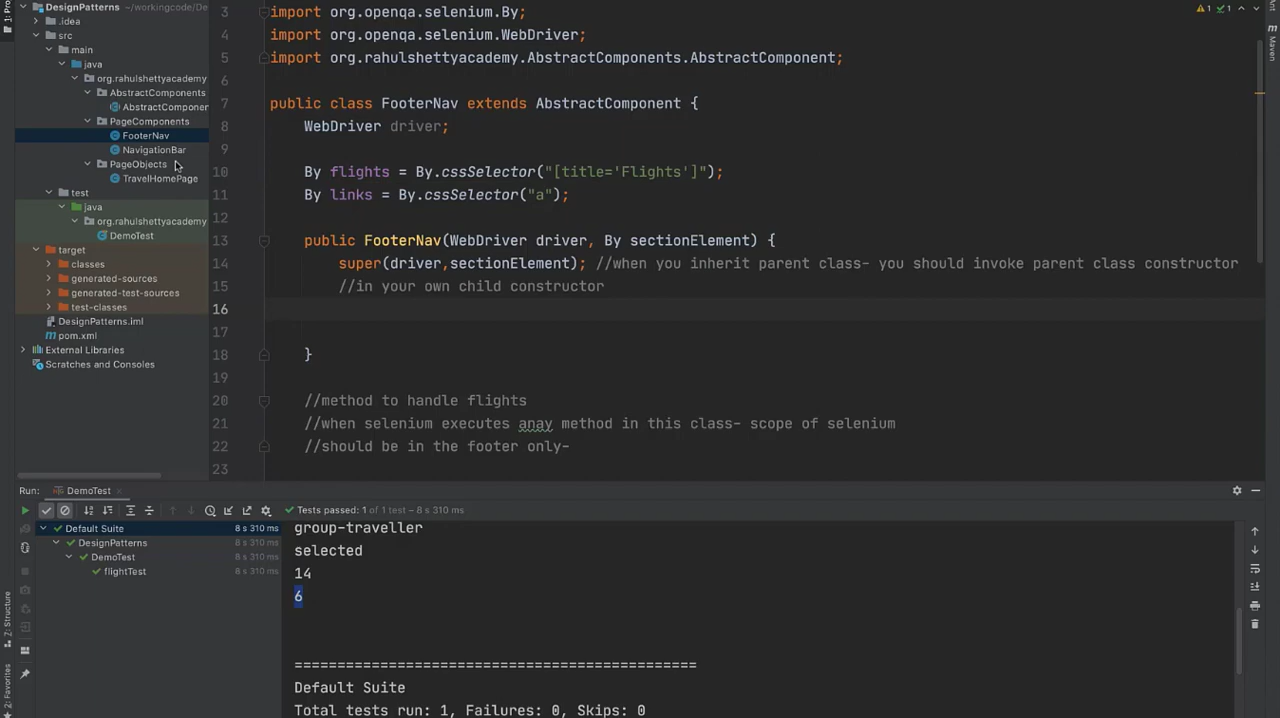 DesignPatterns ~/workingcode/De
.idea
src
main
java
org.rahulshettyacademy
AbstractComponents
AbstractComponen
PageComponents
FooterNav
NavigationBar
PageObjects
TravelHomePage
test
java
org.rahulshettyacademy
DemoTest
target
classes
generated-sources
generated-test-sources
test-classes
DesignPatterns.iml
pom.xml
External Libraries
Scratches and Consoles
3 import org.openqa.selenium.By;
4 import org.openqa.selenium.WebDriver;
5 import org.rahulshettyacademy.AbstractComponents.AbstractComponent;
6
7 public class FooterNav extends AbstractComponent {
8 WebDriver driver;
10 By flights = By.cssSelector("[title='Flights']");
11 By links = By.cssSelector("a");
12
13 public FooterNav(WebDriver driver, By sectionElement) {
14 super(driver,sectionElement); //when you inherit parent class- you should invoke parent class constructor
15 //in your own child constructor
16
17
18 }
19
20 //method to handle flights
21 //when selenium executes anay method in this class- scope of selenium
22 //should be in the footer only-
23
1 1
Maven
Run: DemoTest
Tests passed: 1 of 1 test – 8 s 310 ms
Default Suite 8 s 310 ms
DesignPatterns 8 s 310 ms
DemoTest 8 s 310 ms
flightTest 8 s 310 ms
group-traveller
selected
14
6
===============================================
Default Suite
Total tests run: 1, Failures: 0, Skips: 0
7: Structure
2: Favorites